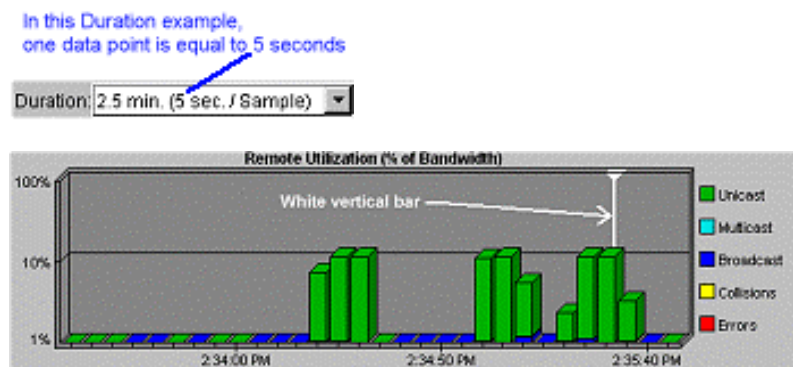 In this Duration example,
one data point is equal to 5 seconds
Duration: 2.5 min. (5 sec. / Sample)
Remote Utilization (% of Bandwidth)
100%
White vertical bar
Unicast
Multicast
10%
Broadcast
Collisions
1%
Errors
2:34:00 PM 2:34:50 PM 2:35:40 PM